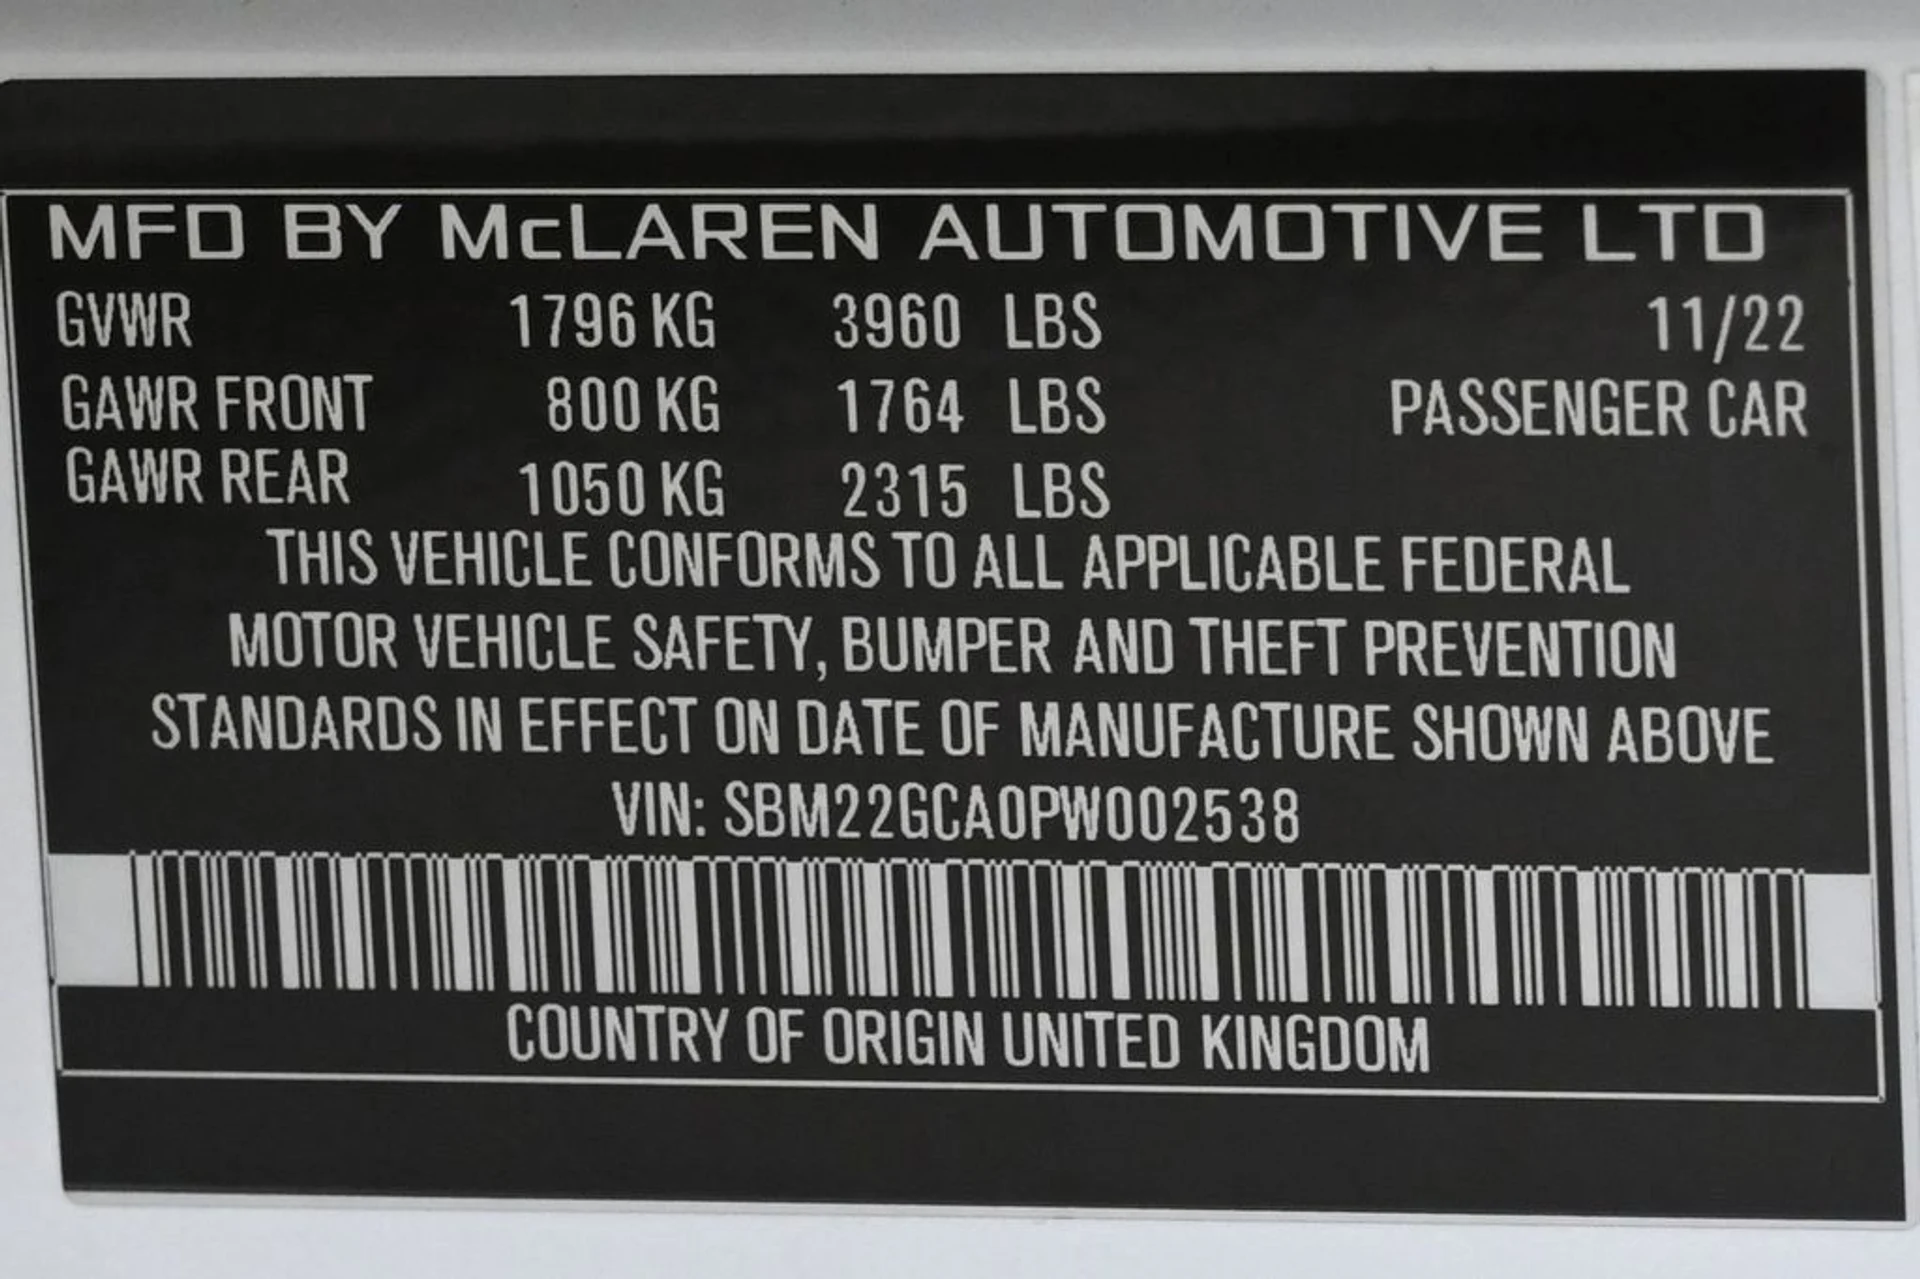 MFD BY McLAREN AUTOMOTIVE LTD
GVWR 1796 KG 3960 LBS 11/22
GAWR FRONT 800 KG 1764 LBS PASSENGER CAR
GAWR REAR 1050 KG 2315 LBS
THIS VEHICLE CONFORMS TO ALL APPLICABLE FEDERAL
MOTOR VEHICLE SAFETY, BUMPER AND THEFT PREVENTION
STANDARDS IN EFFECT ON DATE OF MANUFACTURE SHOWN ABOVE
VIN: SBM22GCA0PW002538
COUNTRY OF ORIGIN UNITED KINGDOM